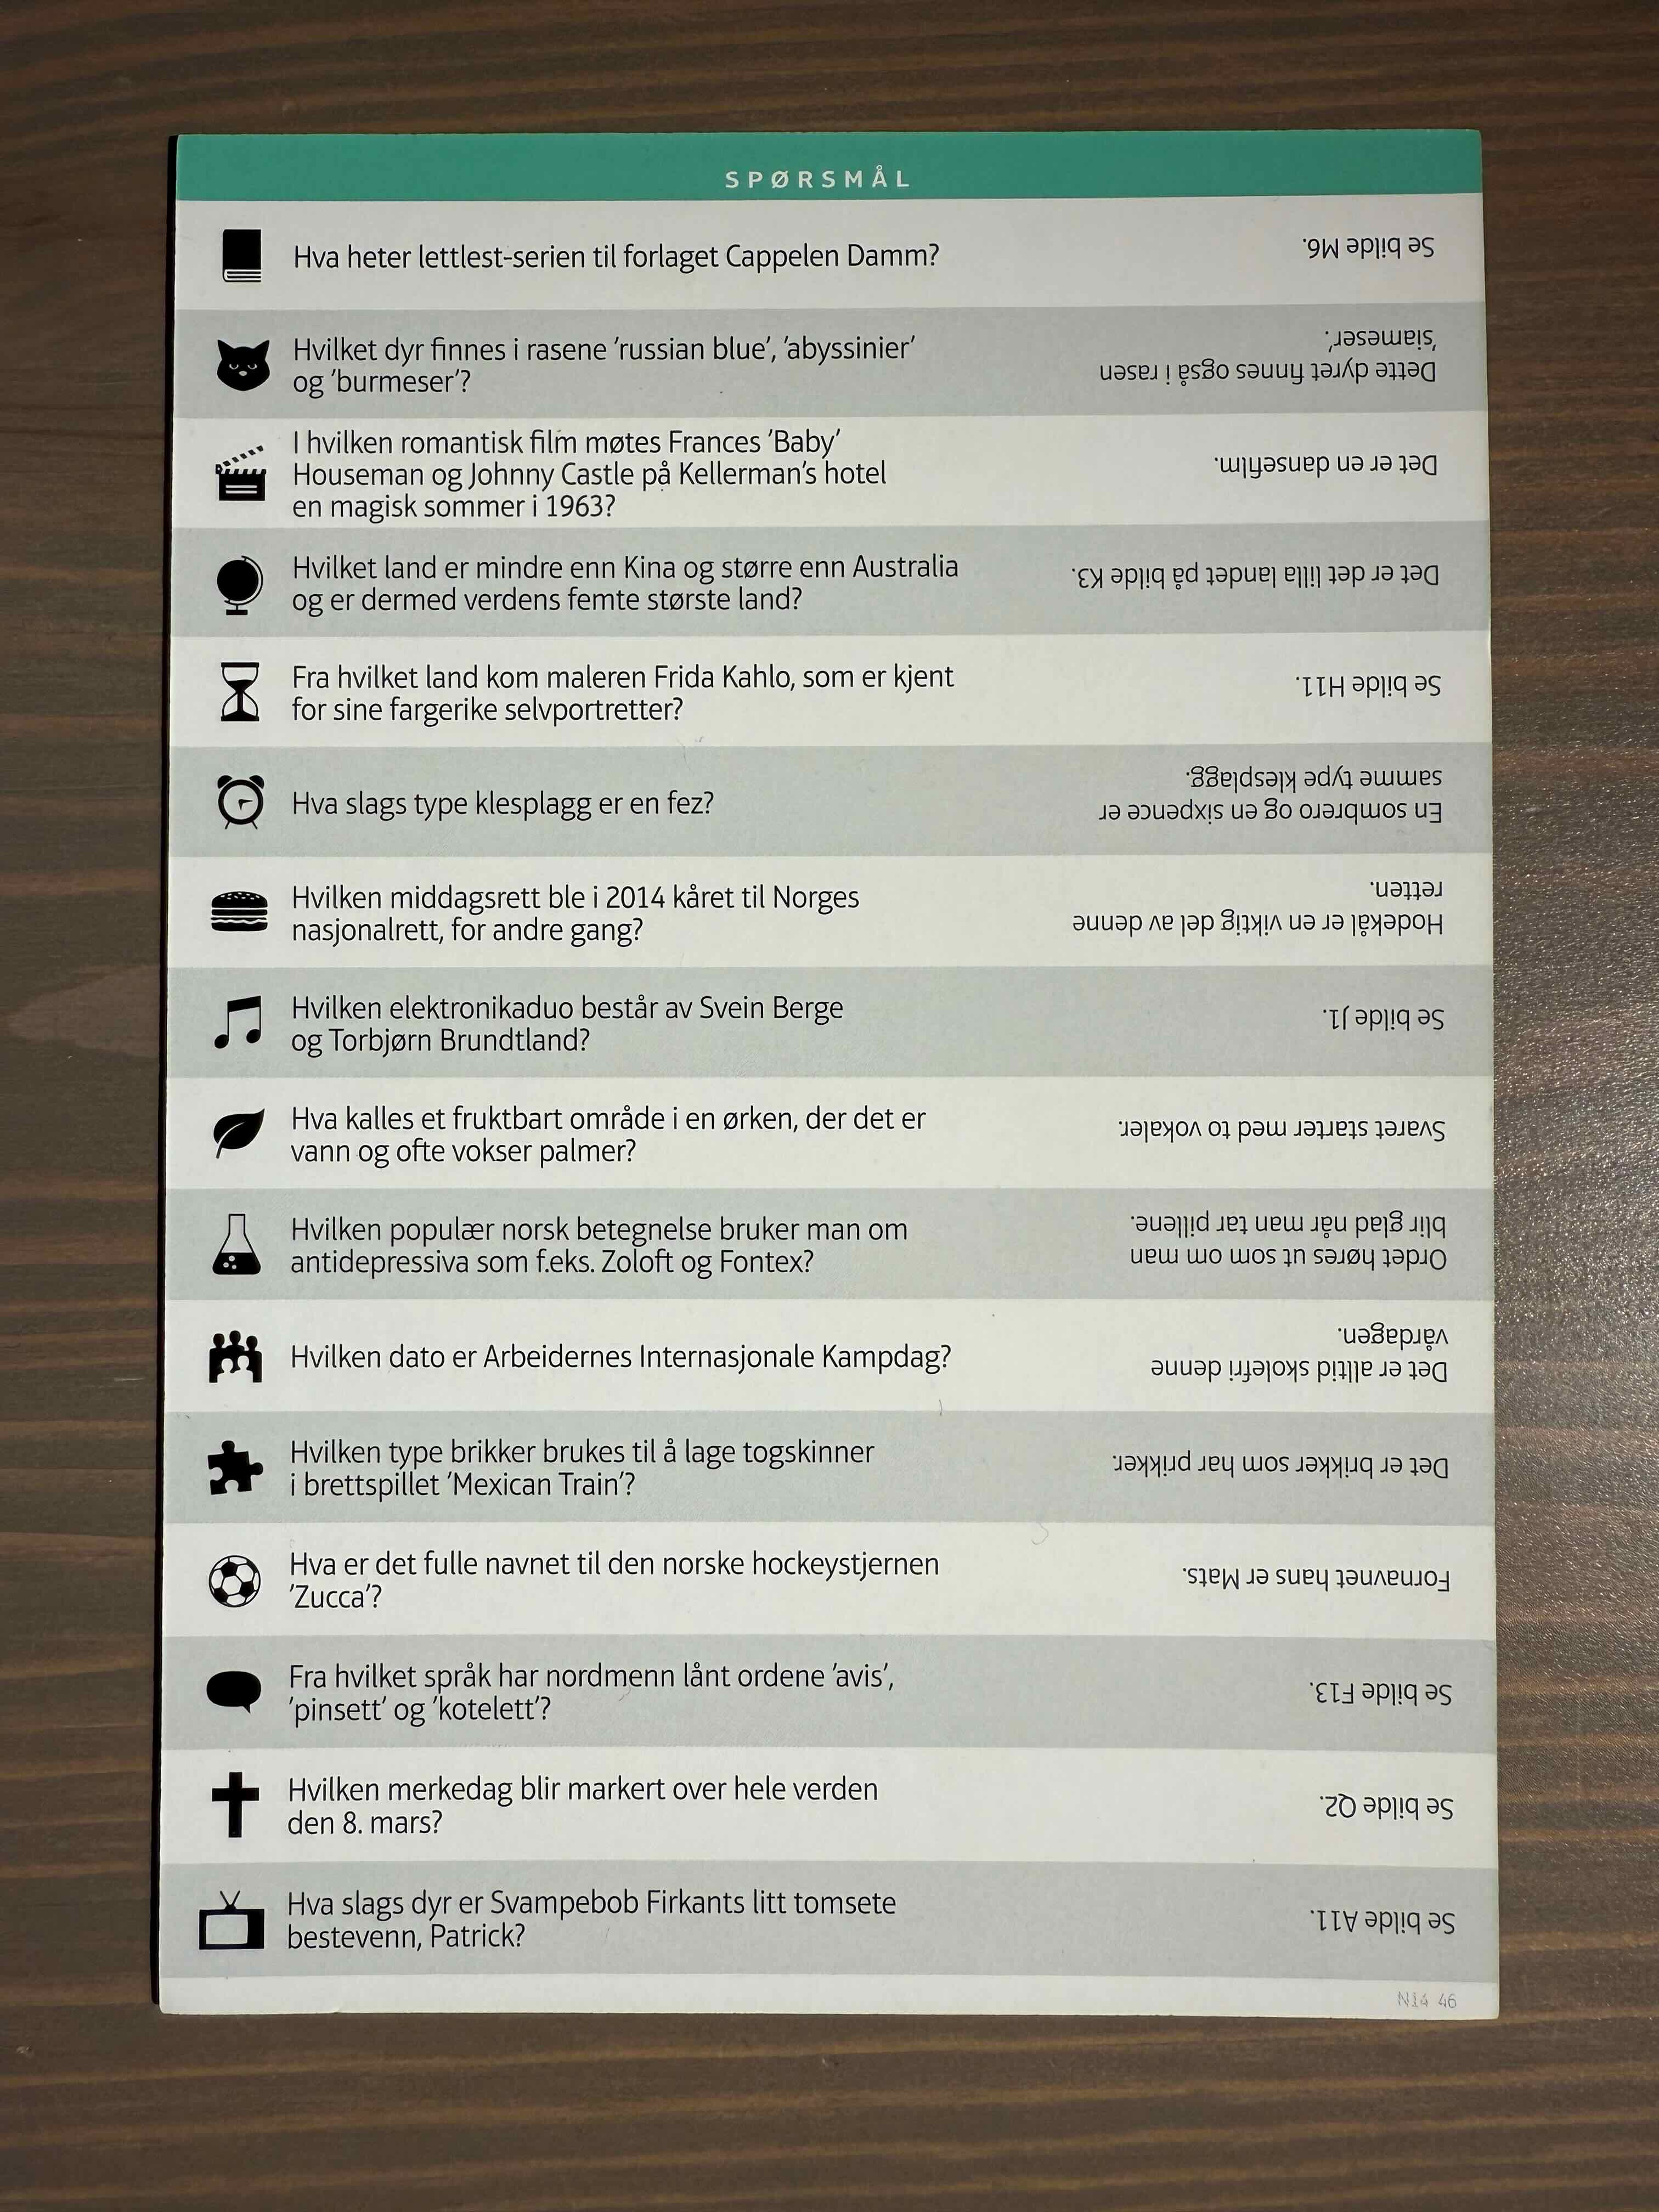 SPØRSMÅL
Hva heter lettlest-serien til forlaget Cappelen Damm?
Se bilde M6.
Hvilket dyr finnes i rasene 'russian blue', 'abyssinier'
og 'burmeser'?
Dette dyret finnes også i rasen
'siameser'.
I hvilken romantisk film møtes Frances 'Baby'
Houseman og Johnny Castle på Kellerman's hotel
en magisk sommer i 1963?
Det er en dansefilm.
Hvilket land er mindre enn Kina og større enn Australia
og er dermed verdens femte største land?
Det er det lilla landet på bilde K3.
Fra hvilket land kom maleren Frida Kahlo, som er kjent
for sine fargerike selvportretter?
Se bilde H11.
Hva slags type klesplagg er en fez?
En sombrero og en sixpence er
samme type klesplagg.
Hvilken middagsrett ble i 2014 kåret til Norges
nasjonalrett, for andre gang?
Hodekål er en viktig del av denne
retten.
Hvilken elektronikaduo består av Svein Berge
og Torbjørn Brundtland?
Se bilde J1.
Hva kalles et fruktbart område i en ørken, der det er
vann og ofte vokser palmer?
Svaret starter med to vokaler.
Hvilken populær norsk betegnelse bruker man om
antidepressiva som f.eks. Zoloft og Fontex?
Ordet høres ut som om man
blir glad når man tar pillene.
Hvilken dato er Arbeidernes Internasjonale Kampdag?
Det er alltid skolefri denne
vårdagen.
Hvilken type brikker brukes til å lage togskinner
i brettspillet 'Mexican Train'?
Det er brikker som har prikker.
Hva er det fulle navnet til den norske hockeystjernen
'Zucca'?
Fornavnet hans er Mats.
Fra hvilket språk har nordmenn lånt ordene 'avis',
'pinsett' og 'kotelett'?
Se bilde F13.
Hvilken merkedag blir markert over hele verden
den 8. mars?
Se bilde Q2.
Hva slags dyr er Svampebob Firkants litt tomsete
bestevenn, Patrick?
Se bilde A11.
N14 46